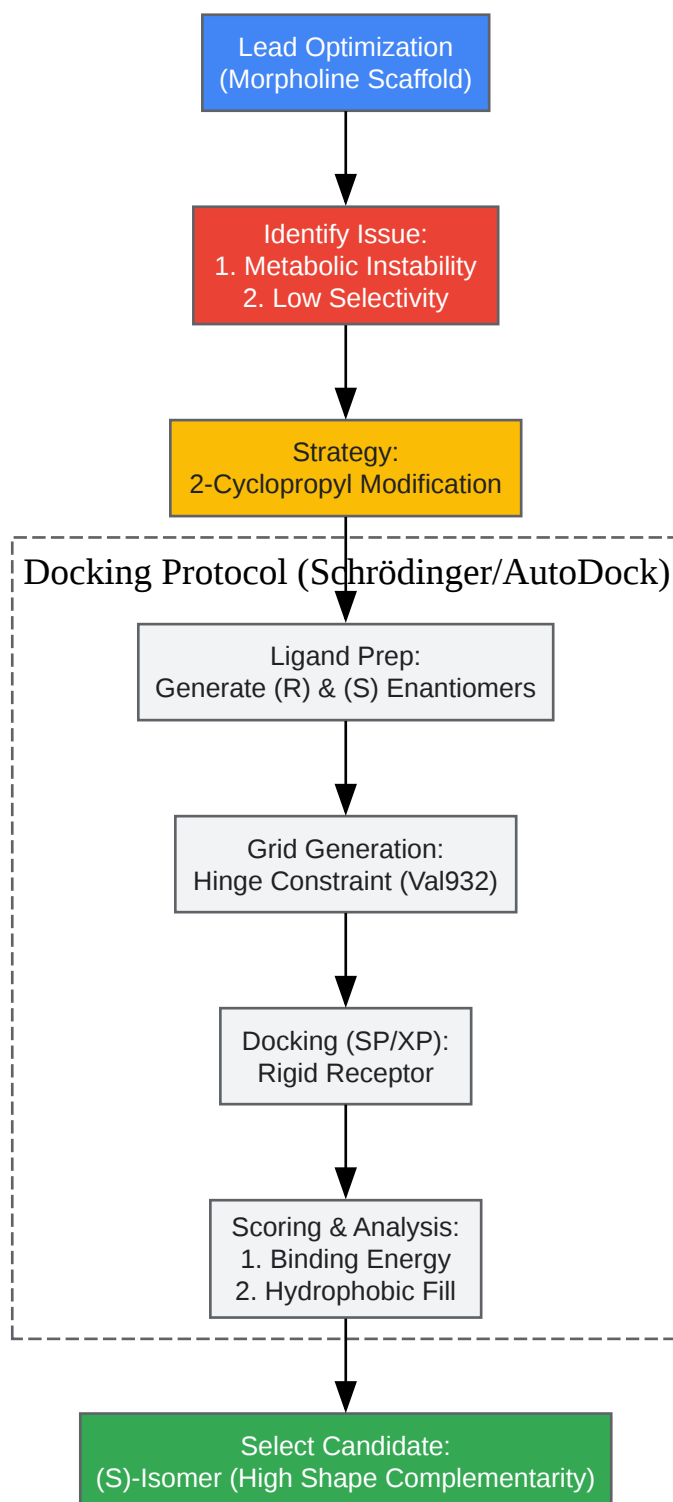 Lead Optimization
(Morpholine Scaffold)
Identify Issue:
1. Metabolic Instability
2. Low Selectivity
Strategy:
2-Cyclopropyl Modification
Docking Protocol (Schrödinger/AutoDock)
Ligand Prep:
Generate (R) & (S) Enantiomers
Grid Generation:
Hinge Constraint (Val932)
Docking (SP/XP):
Rigid Receptor
Scoring & Analysis:
1. Binding Energy
2. Hydrophobic Fill
Select Candidate:
(S)-Isomer (High Shape Complementarity)